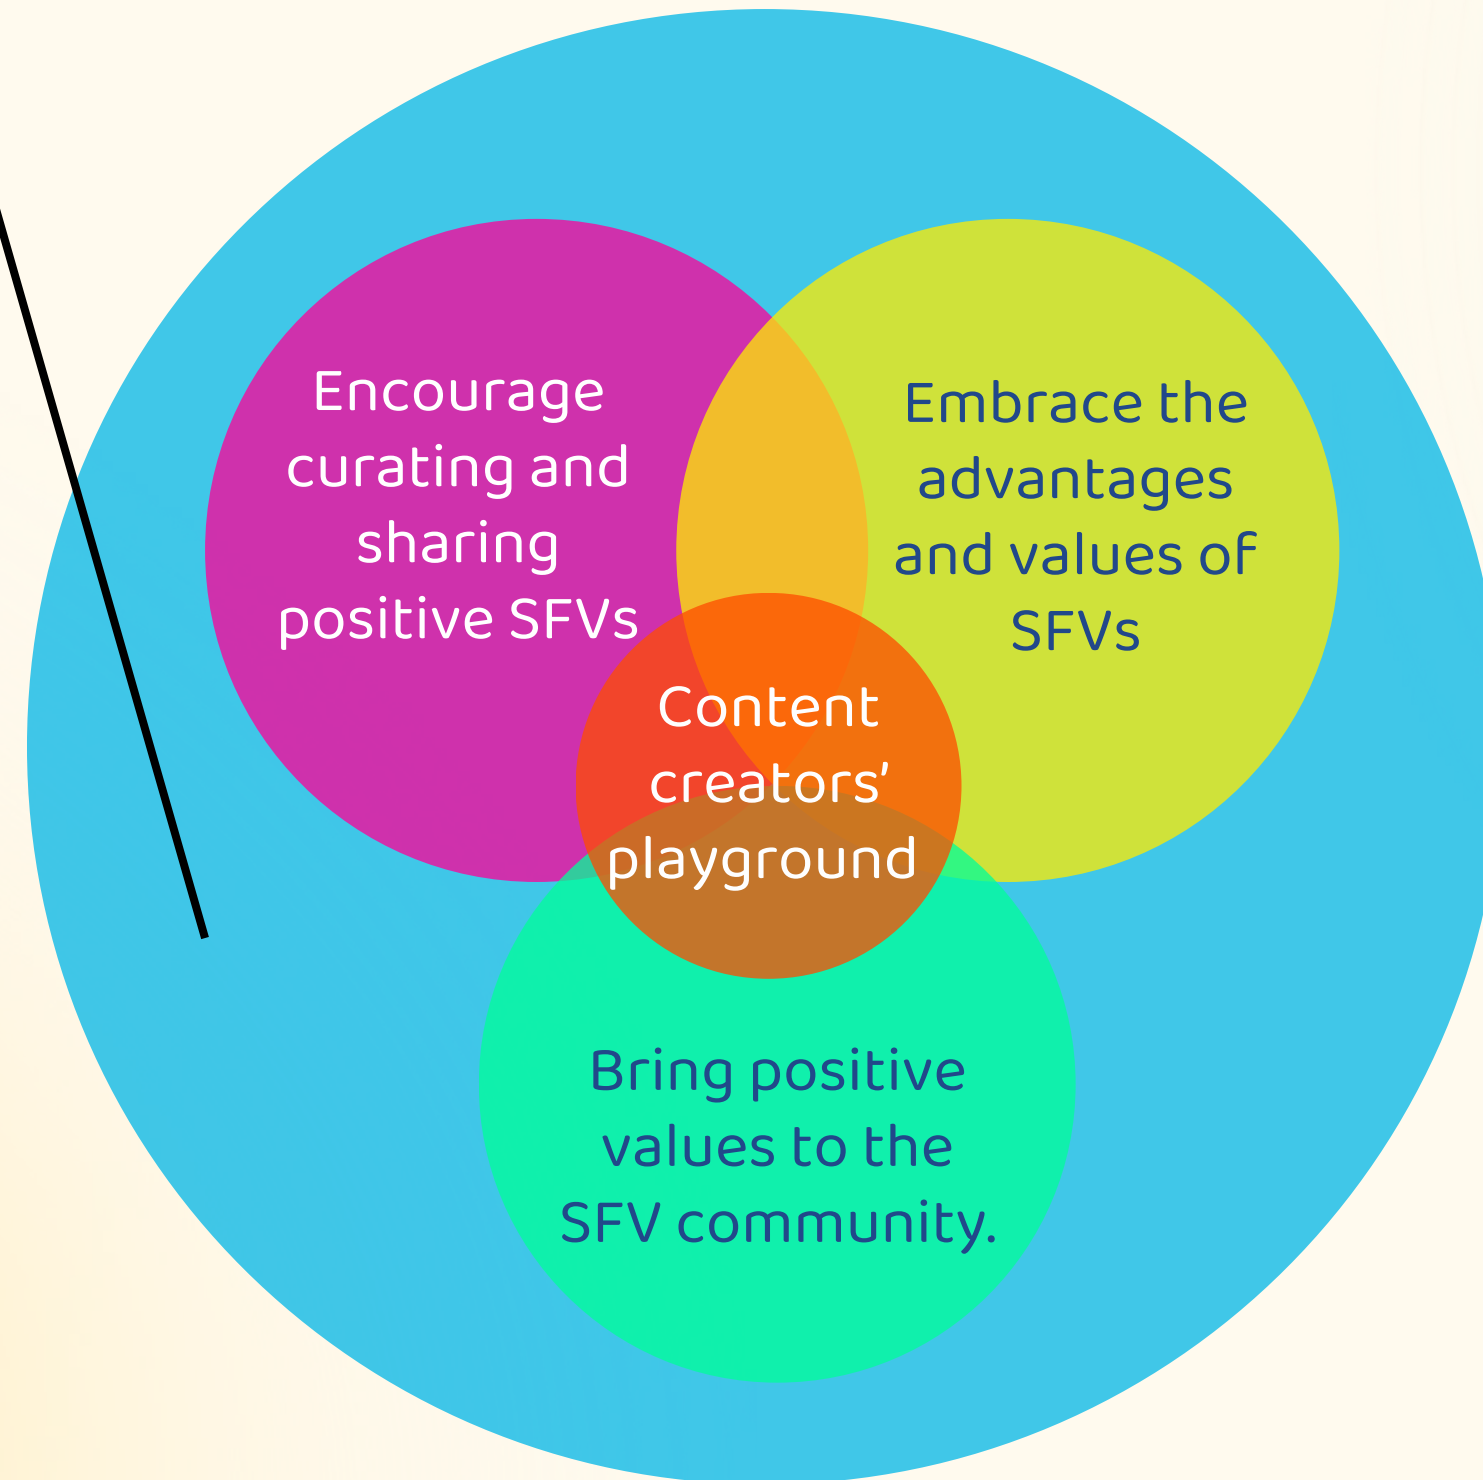 Encourage
curating and
sharing
positive SFVs
Embrace the
advantages
and values of
SFVs
Content
creators’
playground
Bring positive
values to the
SFV community.